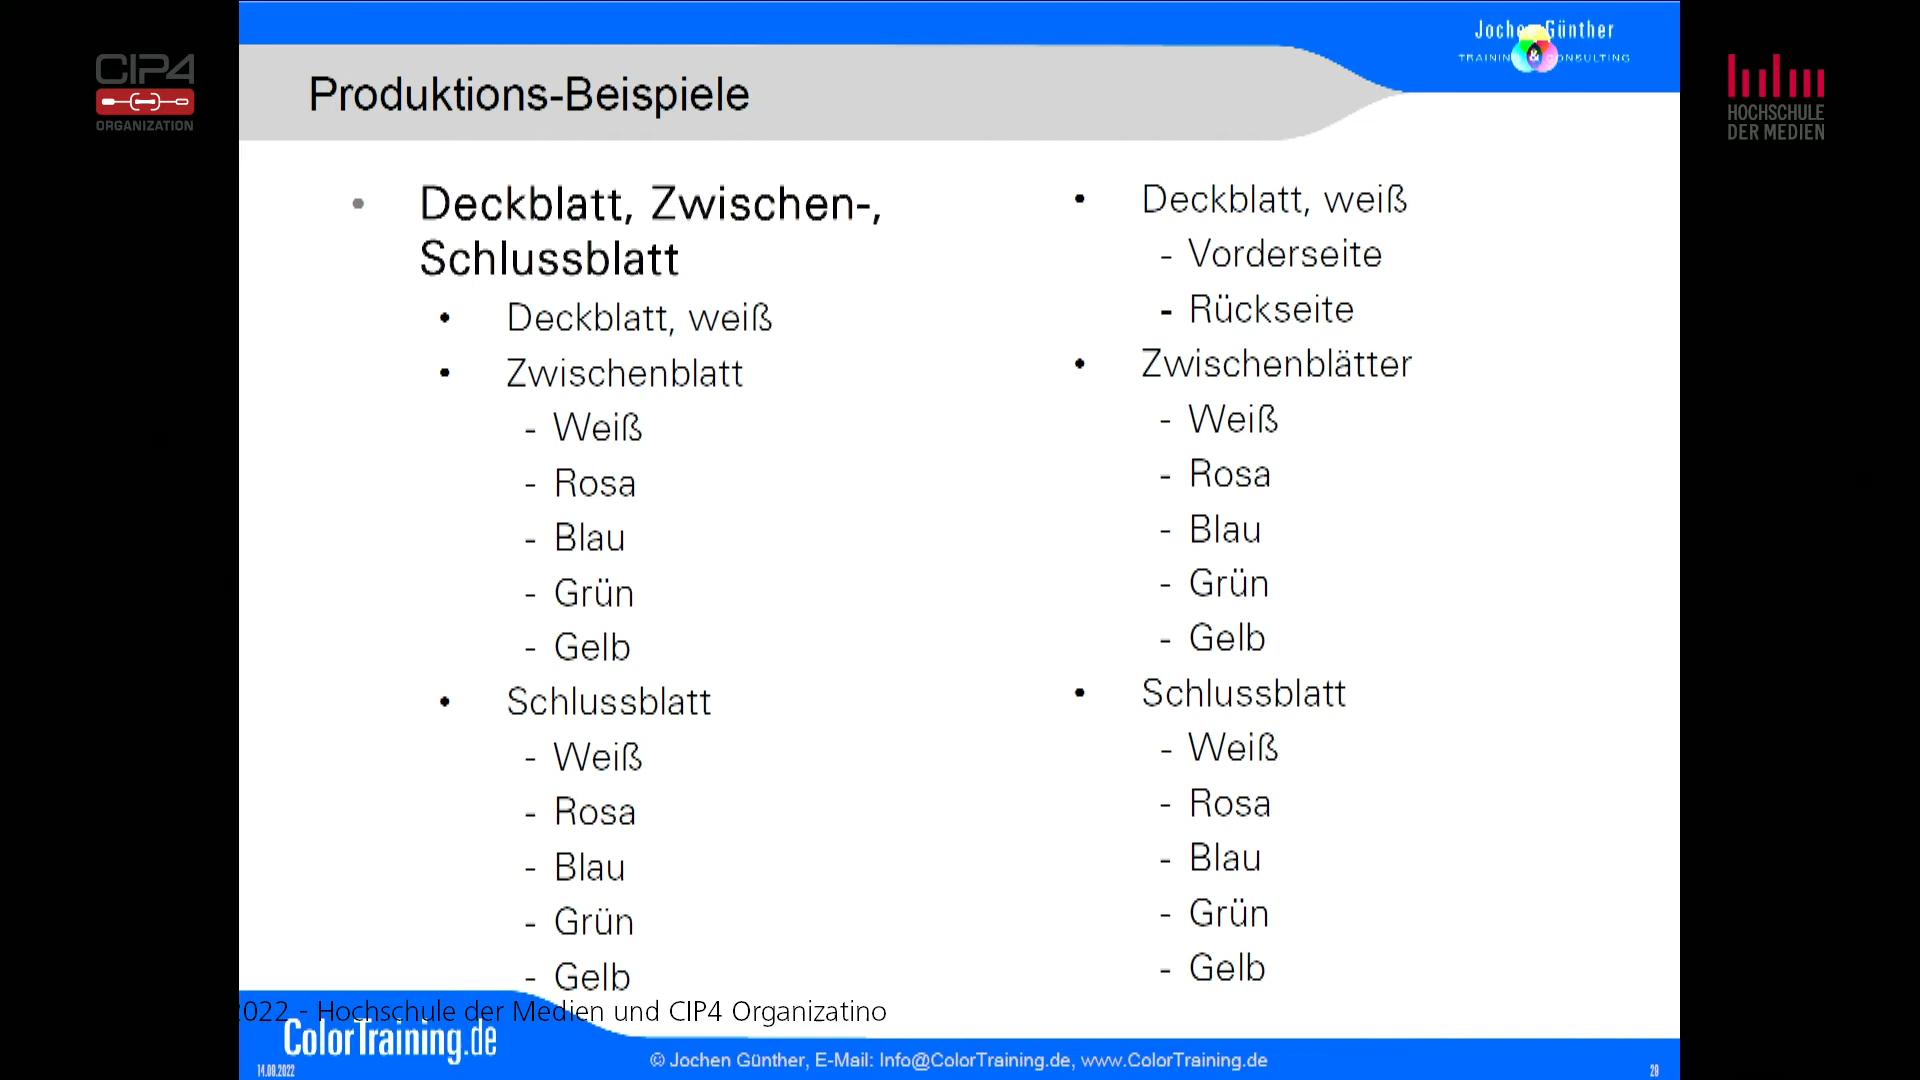 CIP4
ORGANIZATION
Jochen Günther
TRAINING & CONSULTING
HOCHSCHULE
DER MEDIEN
Produktions-Beispiele
• Deckblatt, Zwischen-,
Schlussblatt
• Deckblatt, weiß
• Zwischenblatt
- Weiß
- Rosa
- Blau
- Grün
- Gelb
• Schlussblatt
- Weiß
- Rosa
- Blau
- Grün
- Gelb
• Deckblatt, weiß
- Vorderseite
- Rückseite
• Zwischenblätter
- Weiß
- Rosa
- Blau
- Grün
- Gelb
• Schlussblatt
- Weiß
- Rosa
- Blau
- Grün
- Gelb
2022 - Hochschule der Medien und CIP4 Organizatino
ColorTraining.de
© Jochen Günther, E-Mail: Info@ColorTraining.de, www.ColorTraining.de
14.09.2022